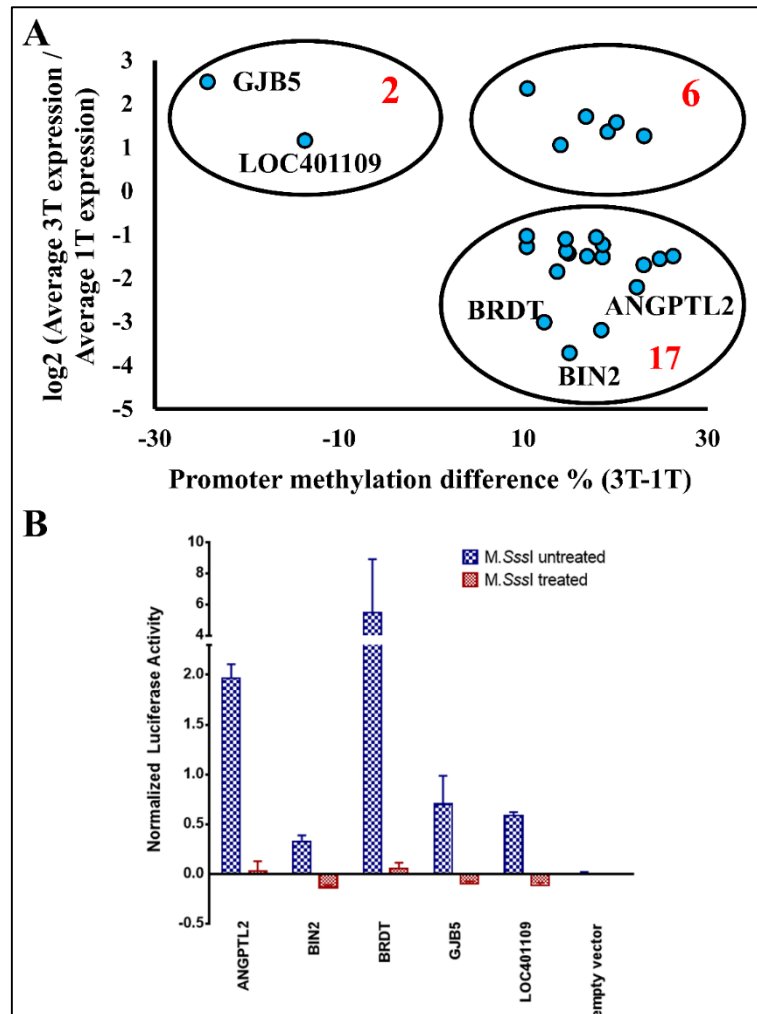 A
log2 (Average 3T expression /
Average 1T expression)
3
2
1
0
-1
-2
-3
-4
-5
GJB5
2
LOC401109
6
BRDT
ANGPTL2
BIN2
17
-30
-10
10
30
Promoter methylation difference % (3T-1T)
B
Normalized Luciferase Activity
10
8
6
4
2.0
1.5
1.0
0.5
0.0
-0.5
M.SssI untreated
M.SssI treated
ANGPTL2
BIN2
BRDT
GJB5
LOC401109
empty vector